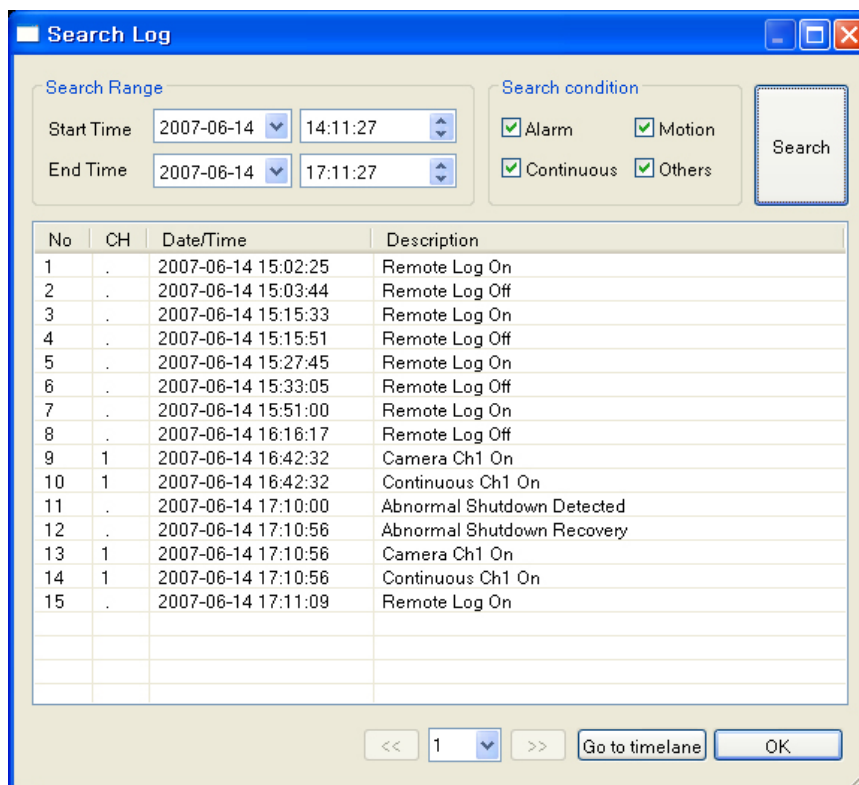 Search Log
Search Range
Search condition
Start Time 2007-06-14 14:11:27
Alarm Motion
Search
End Time 2007-06-14 17:11:27
Continuous Others
No CH Date/Time Description
1 . 2007-06-14 15:02:25 Remote Log On
2 . 2007-06-14 15:03:44 Remote Log Off
3 . 2007-06-14 15:15:33 Remote Log On
4 . 2007-06-14 15:15:51 Remote Log Off
5 . 2007-06-14 15:27:45 Remote Log On
6 . 2007-06-14 15:33:05 Remote Log Off
7 . 2007-06-14 15:51:00 Remote Log On
8 . 2007-06-14 16:16:17 Remote Log Off
9 1 2007-06-14 16:42:32 Camera Ch1 On
10 1 2007-06-14 16:42:32 Continuous Ch1 On
11 . 2007-06-14 17:10:00 Abnormal Shutdown Detected
12 . 2007-06-14 17:10:56 Abnormal Shutdown Recovery
13 1 2007-06-14 17:10:56 Camera Ch1 On
14 1 2007-06-14 17:10:56 Continuous Ch1 On
15 . 2007-06-14 17:11:09 Remote Log On
<< 1 >> Go to timelane OK